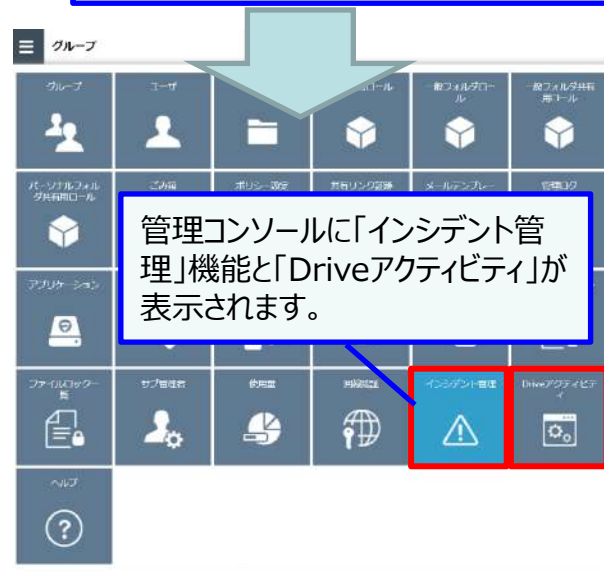 グループ
グループ
ユーザ
ロール
一般フォルダロール
一般フォルダ共有用ロール
パーソナルフォルダ共有用ロール
ごみ箱
ポリシー設定
共有リンク証跡
メールテンプレー
管理ログ
管理コンソールに「インシデント管
理」機能と「Driveアクティビティ」が
表示されます。
アプリケーション
ファイルロック一覧
サブ管理者
使用量
インシデント管理
Driveアクティビティ
ヘルプ